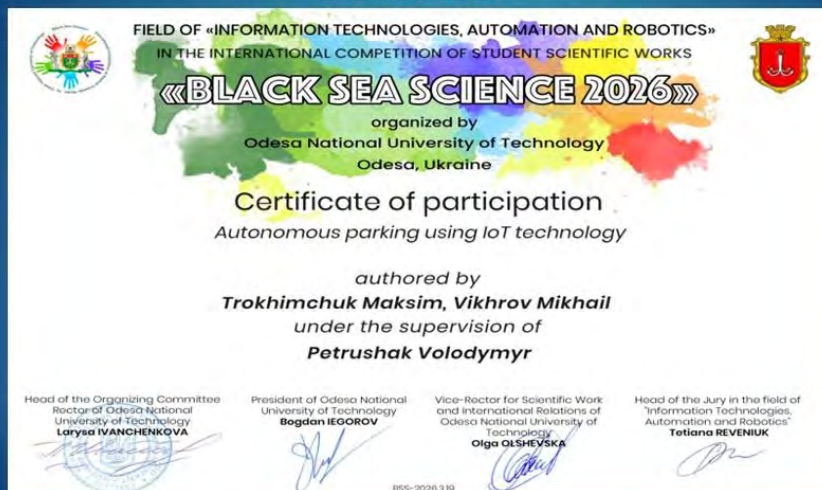 FIELD OF «INFORMATION TECHNOLOGIES, AUTOMATION AND ROBOTICS»
IN THE INTERNATIONAL COMPETITION OF STUDENT SCIENTIFIC WORKS
«BLACK SEA SCIENCE 2026»
organized by
Odesa National University of Technology
Odesa, Ukraine
Certificate of participation
Autonomous parking using IoT technology
authored by
Trokhimchuk Maksim, Vikhrov Mikhail
under the supervision of
Petrushak Volodymyr
Head of the Organizing Committee
Rector of Odesa National
University of Technology
Larysa IVANCHENKOVA
President of Odesa National
University of Technology
Bogdan IEGOROV
Vice-Rector for Scientific Work
and International Relations of
Odesa National University of
Technology
Olga OLSHEVSKA
Head of the Jury in the field of
"Information Technologies,
Automation and Robotics"
Tetiana REVENIUK
BSS-2026.319